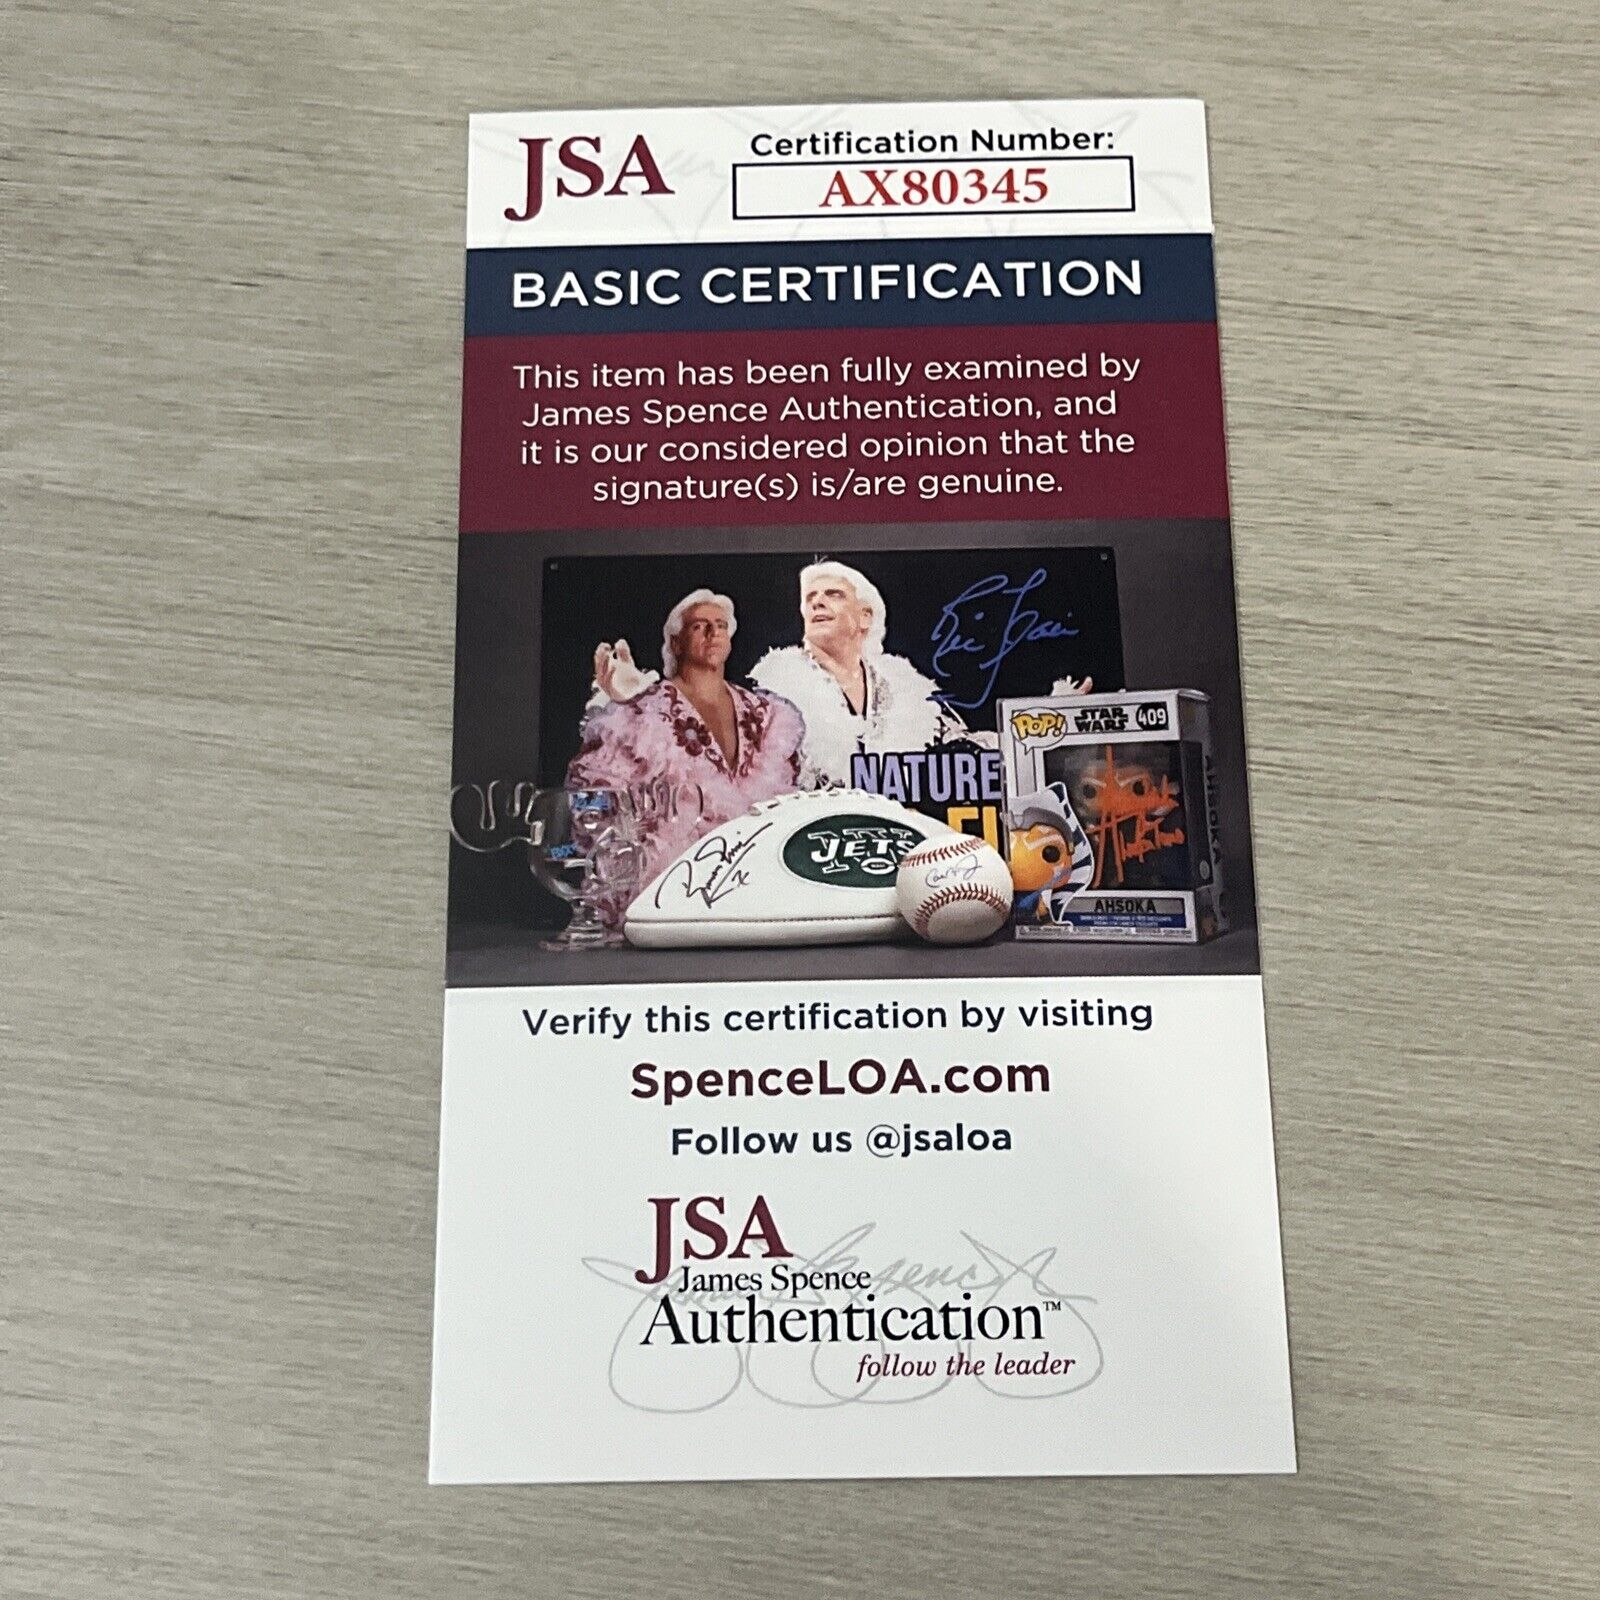 JSA
Certification Number:
AX80345
BASIC CERTIFICATION
This item has been fully examined by
James Spence Authentication, and
it is our considered opinion that the
signature(s) is/are genuine.
NATURE
POP!
STAR
WARS
409
JETS
AHSOKA
AHSOKA
Verify this certification by visiting
SpenceLOA.com
Follow us @jsaloa
JSA
James Spence
Authentication™
follow the leader